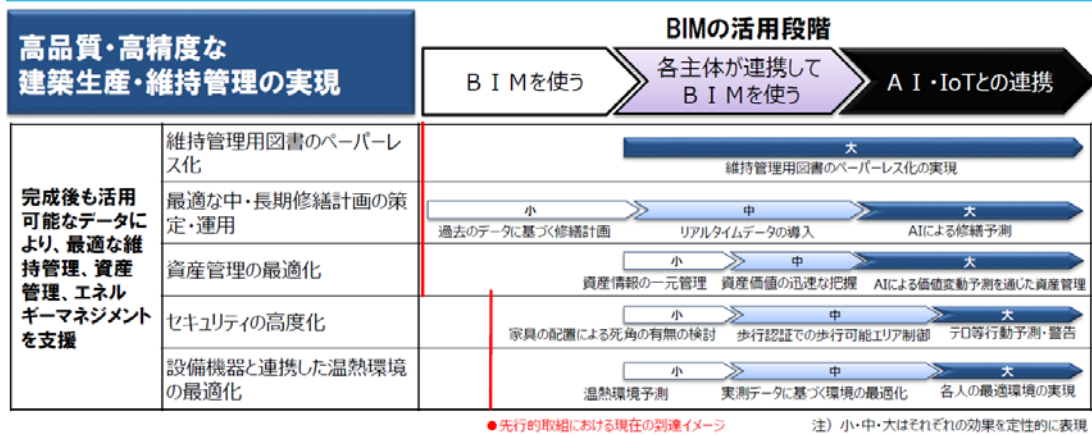 高品質・高精度な
建築生産・維持管理の実現
BIMの活用段階
ＢＩＭを使う
各主体が連携して
ＢＩＭを使う
ＡＩ・IoTとの連携
完成後も活用
可能なデータに
より、最適な維
持管理、資産
管理、エネル
ギーマネジメント
を支援
維持管理用図書のペーパーレ
ス化
大
維持管理用図書のペーパーレス化の実現
最適な中・長期修繕計画の策
定・運用
小
中
大
過去のデータに基づく修繕計画
リアルタイムデータの導入
AIによる修繕予測
資産管理の最適化
小
中
大
資産情報の一元管理
資産価値の迅速な把握
AIによる価値変動予測を通じた資産管理
セキュリティの高度化
小
中
大
家具の配置による死角の有無の検討
歩行認証での歩行可能エリア制御
テロ等行動予測・警告
設備機器と連携した温熱環境
の最適化
小
中
大
温熱環境予測
実測データに基づく環境の最適化
各人の最適環境の実現
●先行的取組における現在の到達イメージ
注）小・中・大はそれぞれの効果を定性的に表現